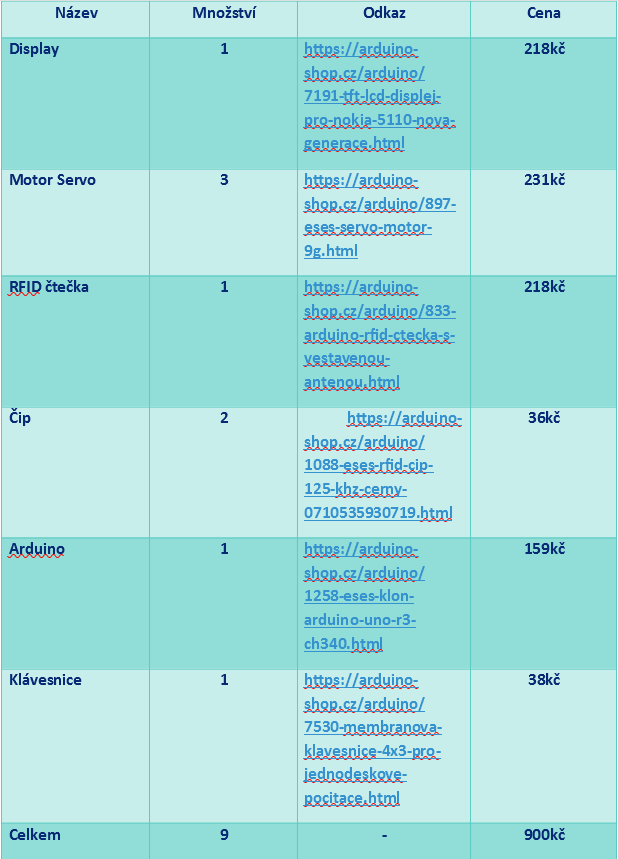 Název Množství Odkaz Cena
Display 1 https://arduino- 218kč
shop.cz/arduino/
7191-tft-lcd-displej-
pro-nokia-5110-nova-
generace.html
Motor Servo 3 https://arduino- 231kč
shop.cz/arduino/897-
eses-servo-motor-
9g.html
RFID čtečka 1 https://arduino- 218kč
shop.cz/arduino/833-
arduino-rfid-ctecka-s-
vestavenou-
antenou.html
Čip 2 https://arduino- 36kč
shop.cz/arduino/
1088-eses-rfid-cip-
125-khz-cerny-
0710535930719.html
Arduino 1 https://arduino- 159kč
shop.cz/arduino/
1258-eses-klon-
arduino-uno-r3-
ch340.html
Klávesnice 1 https://arduino- 38kč
shop.cz/arduino/
7530-membranova-
klavesnice-4x3-pro-
jednodeskove-
pocitace.html
Celkem 9 - 900kč